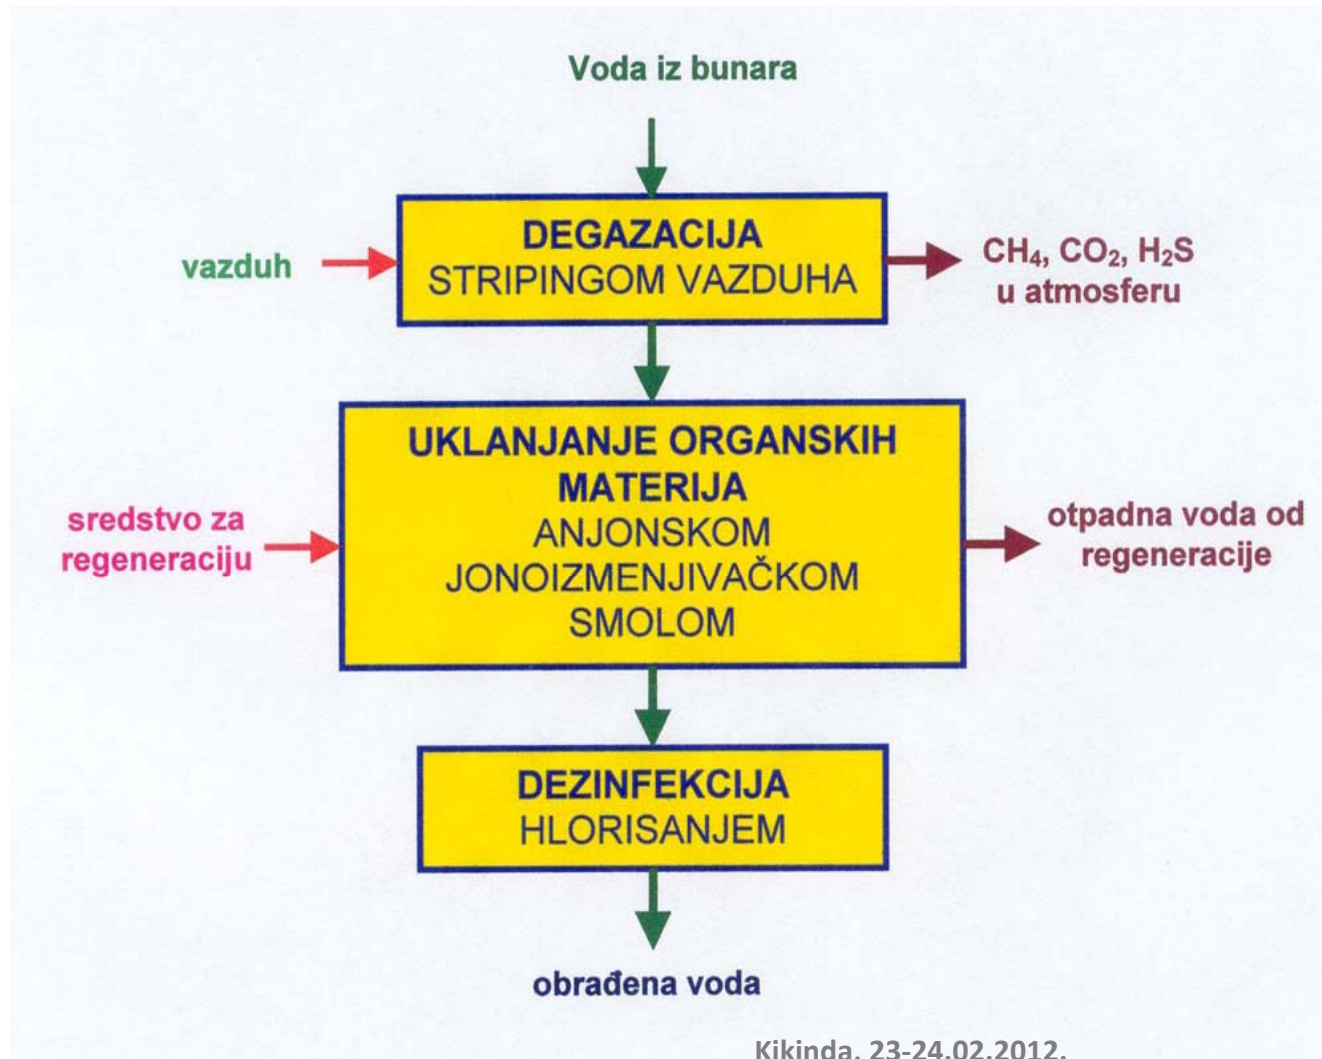 Voda iz bunara
DEGAZACIJA
STRIPINGOM VAZDUHA
vazduh
CH₄, CO₂, H₂S
u atmosferu
UKLANJANJE ORGANSKIH
MATERIJA
ANJONSKOM
JONOIZMENJIVAČKOM
SMOLOM
sredstvo za
regeneraciju
otpadna voda od
regeneracije
DEZINFEKCIJA
HLORISANJEM
obrađena voda
Kikinda, 23-24.02.2012.